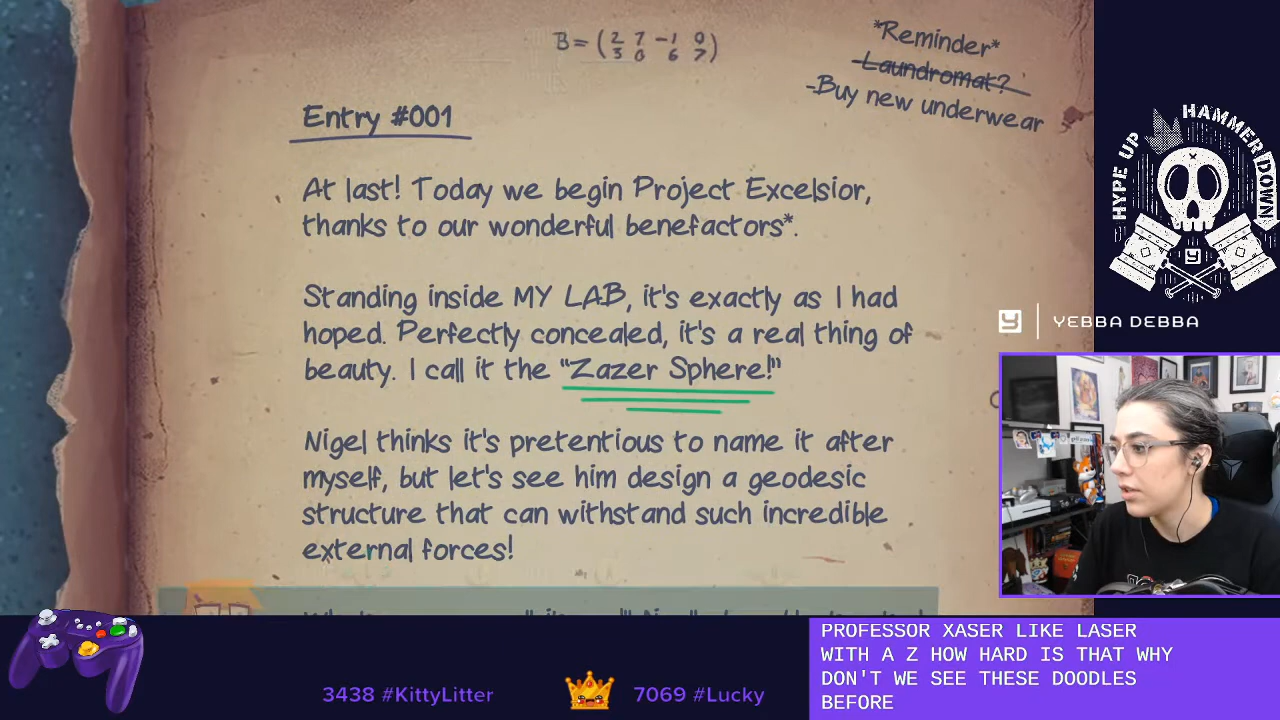 B = ( 2 7 -1 0
3 0 6 7 )
*Reminder*
-Laundromat?
-Buy new underwear
Entry #001
At last! Today we begin Project Excelsior,
thanks to our wonderful benefactors*.
Standing inside MY LAB, it's exactly as I had
hoped. Perfectly concealed, it's a real thing of
beauty. I call it the "Zazer Sphere!"
Nigel thinks it's pretentious to name it after
myself, but let's see him design a geodesic
structure that can withstand such incredible
external forces!
HYPE UP HAMMER DOWN
YEBBA DEBBA
3438 #KittyLitter
7069 #Lucky
PROFESSOR XASER LIKE LASER
WITH A Z HOW HARD IS THAT WHY
DON'T WE SEE THESE DOODLES
BEFORE